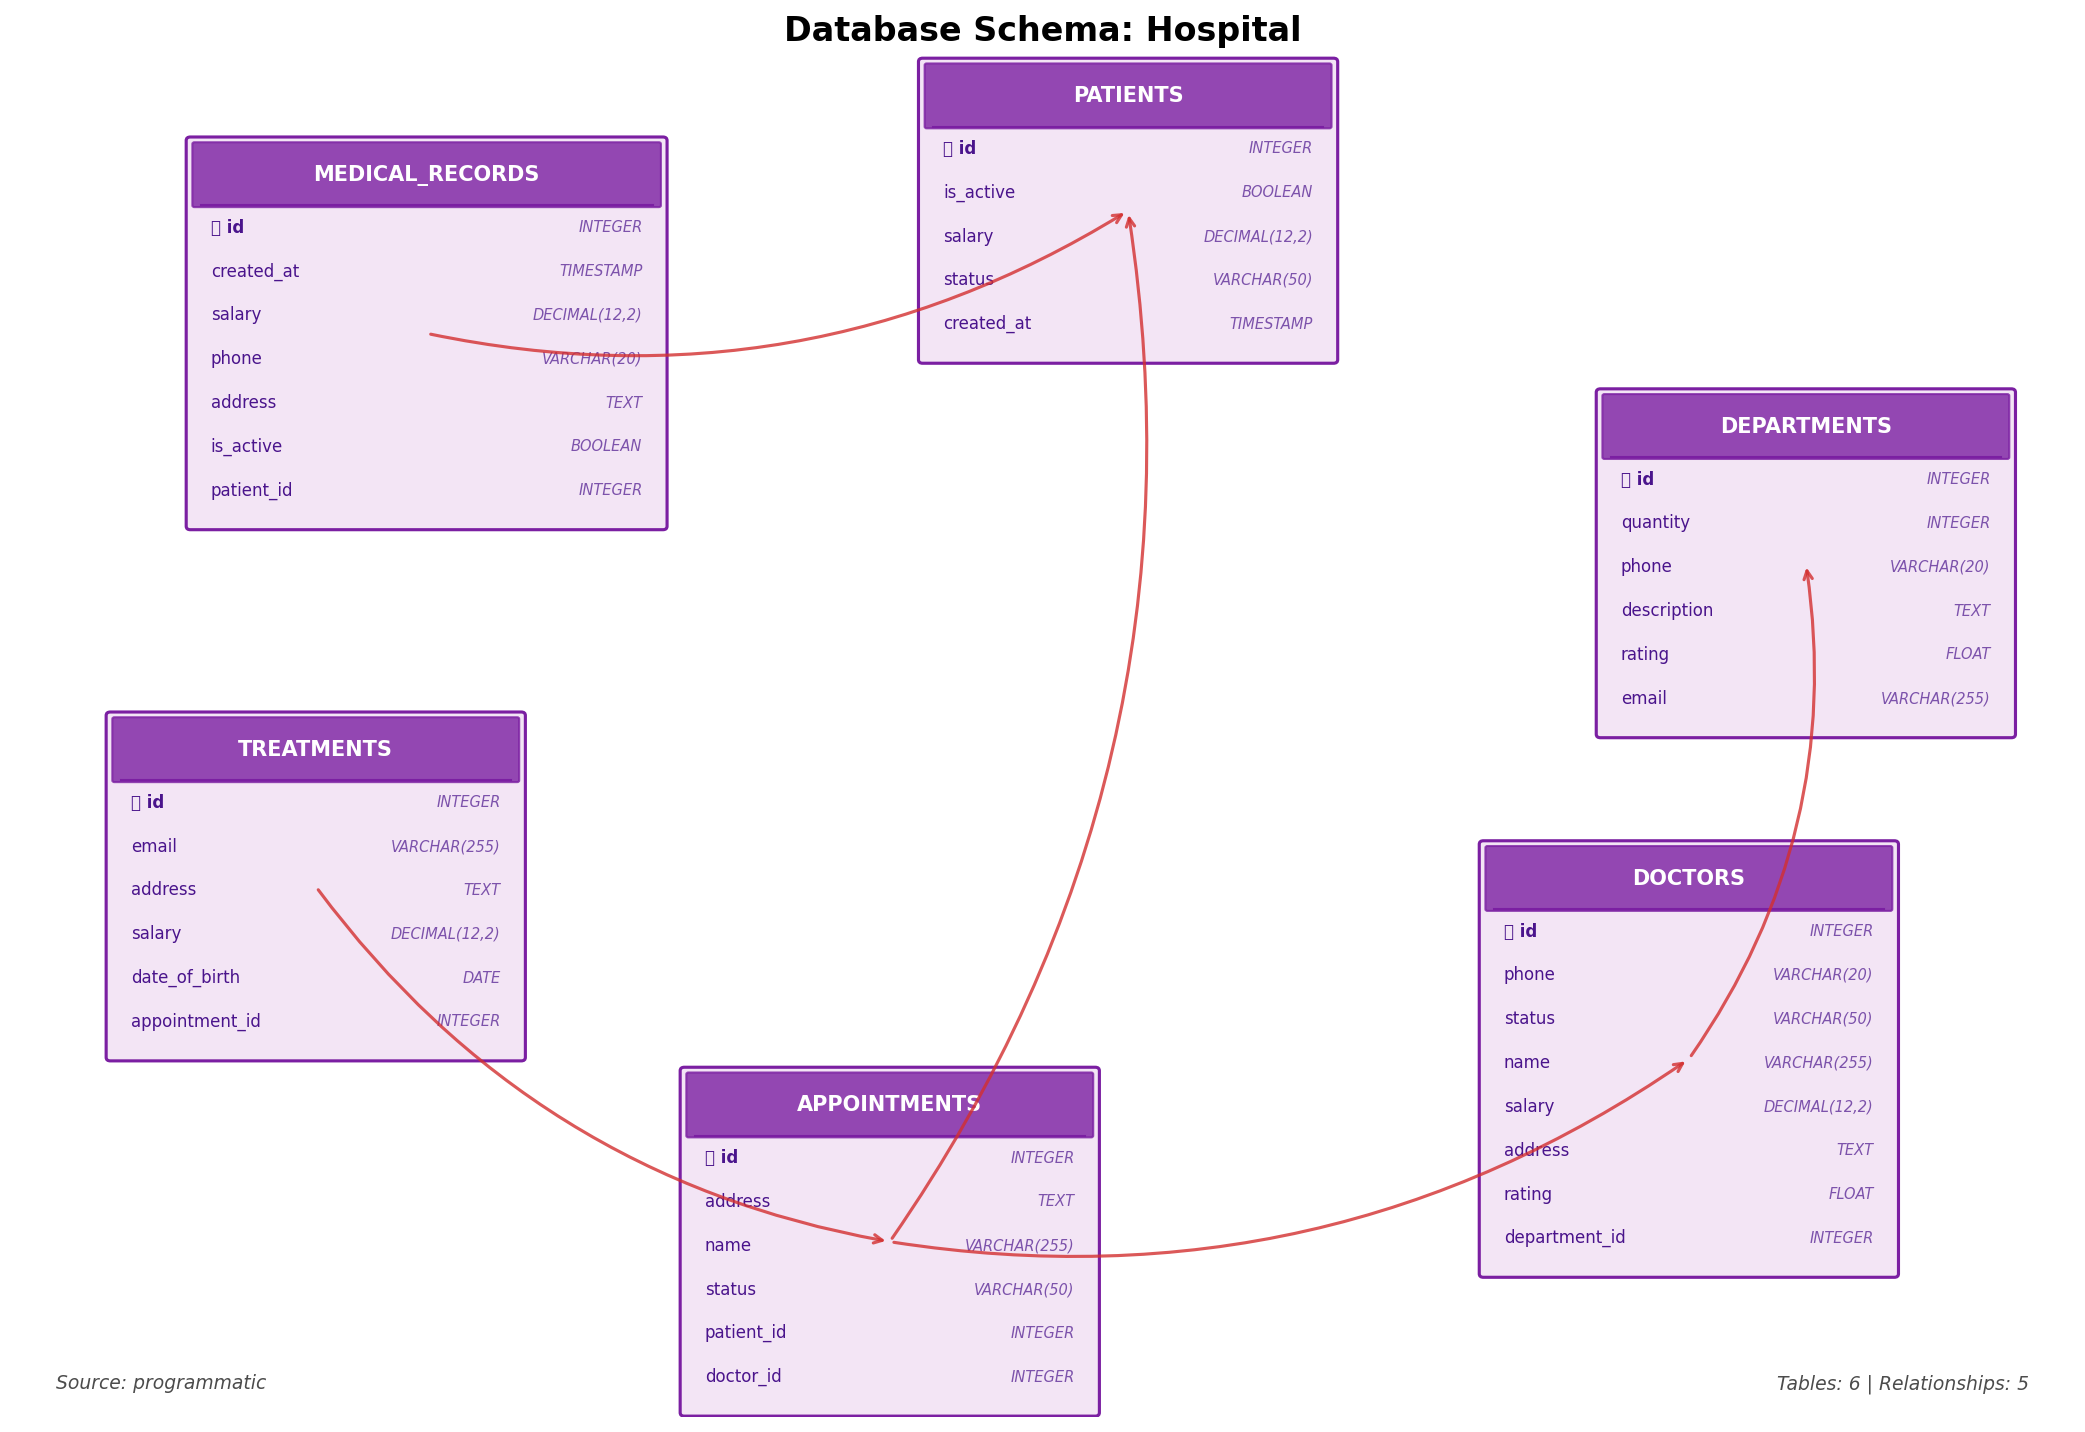 Database Schema: Hospital
PATIENTS
id INTEGER
is_active BOOLEAN
salary DECIMAL(12,2)
status VARCHAR(50)
created_at TIMESTAMP
MEDICAL_RECORDS
id INTEGER
created_at TIMESTAMP
salary DECIMAL(12,2)
phone VARCHAR(20)
address TEXT
is_active BOOLEAN
patient_id INTEGER
DEPARTMENTS
id INTEGER
quantity INTEGER
phone VARCHAR(20)
description TEXT
rating FLOAT
email VARCHAR(255)
TREATMENTS
id INTEGER
email VARCHAR(255)
address TEXT
salary DECIMAL(12,2)
date_of_birth DATE
appointment_id INTEGER
DOCTORS
id INTEGER
phone VARCHAR(20)
status VARCHAR(50)
name VARCHAR(255)
salary DECIMAL(12,2)
address TEXT
rating FLOAT
department_id INTEGER
APPOINTMENTS
id INTEGER
address TEXT
name VARCHAR(255)
status VARCHAR(50)
patient_id INTEGER
doctor_id INTEGER
Source: programmatic
Tables: 6 | Relationships: 5